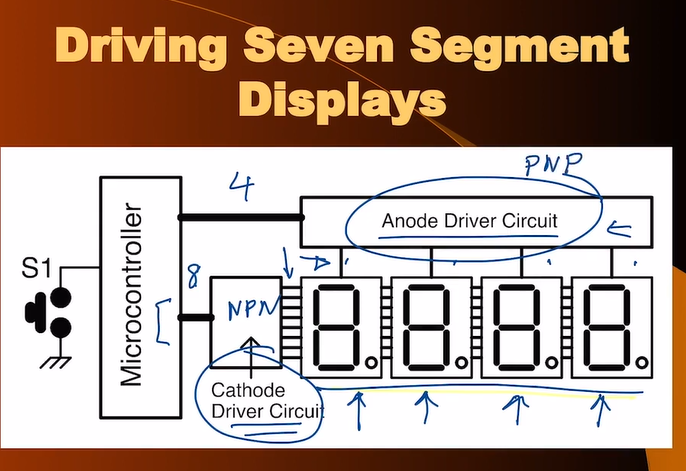 Driving Seven Segment
Displays
PNP
4
Anode Driver Circuit
S1
Microcontroller
8
NPN
Cathode
Driver Circuit